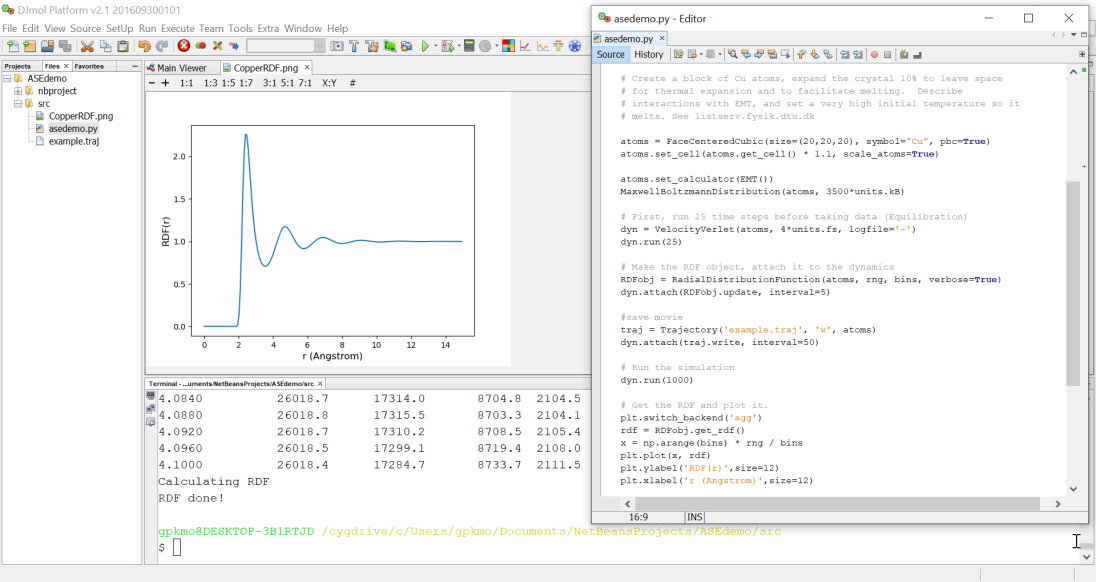 DJmol Platform v2.1 201609300101
File Edit View Source SetUp Run Execute Team Tools Extra Window Help
Projects Files × Favorites
ASEdemo
nbproject
src
CopperRDF.png
asedemo.py
example.traj
Main Viewer CopperRDF.png ×
1:1 1:3 1:5 1:7 3:1 5:1 7:1 X:Y #
2.0
1.5
1.0
0.5
0.0
RDF(r)
0 2 4 6 8 10 12 14
r (Angstrom)
Terminal - ...uments/NetBeansProjects/ASEdemo/src ×
4.0840 26018.7 17314.0 8704.8 2104.5
4.0880 26018.8 17315.5 8703.3 2104.1
4.0920 26018.7 17310.2 8708.5 2105.4
4.0960 26018.5 17299.1 8719.4 2108.0
4.1000 26018.4 17284.7 8733.7 2111.5
Calculating RDF
RDF done!
gpkmo@DESKTOP-3B1RTJD /cygdrive/c/Users/gpkmo/Documents/NetBeansProjects/ASEdemo/src
$
asedemo.py - Editor
asedemo.py ×
Source History
# Create a block of Cu atoms, expand the crystal 10% to leave space
# for thermal expansion and to facilitate melting.  Describe
# interactions with EMT, and set a very high initial temperature so it
# melts. See listserv.fysik.dtu.dk
atoms = FaceCenteredCubic(size=(20,20,20), symbol="Cu", pbc=True)
atoms.set_cell(atoms.get_cell() * 1.1, scale_atoms=True)
atoms.set_calculator(EMT())
MaxwellBoltzmannDistribution(atoms, 3500*units.kB)
# First, run 25 time steps before taking data (Equilibration)
dyn = VelocityVerlet(atoms, 4*units.fs, logfile='-')
dyn.run(25)
# Make the RDF object, attach it to the dynamics
RDFobj = RadialDistributionFunction(atoms, rng, bins, verbose=True)
dyn.attach(RDFobj.update, interval=5)
#save movie
traj = Trajectory('example.traj', 'w', atoms)
dyn.attach(traj.write, interval=50)
# Run the simulation
dyn.run(1000)
# Get the RDF and plot it.
plt.switch_backend('agg')
rdf = RDFobj.get_rdf()
x = np.arange(bins) * rng / bins
plt.plot(x, rdf)
plt.ylabel('RDF(r)',size=12)
plt.xlabel('r (Angstrom)',size=12)
16:9 INS